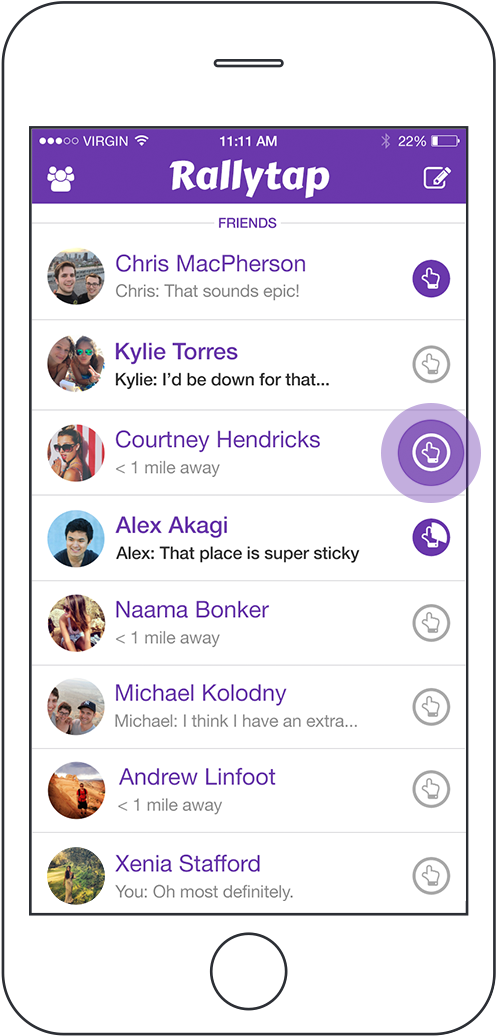 VIRGIN 11:11 AM 22%
Rallytap
FRIENDS
Chris MacPherson
Chris: That sounds epic!
Kylie Torres
Kylie: I'd be down for that...
Courtney Hendricks
< 1 mile away
Alex Akagi
Alex: That place is super sticky
Naama Bonker
< 1 mile away
Michael Kolodny
Michael: I think I have an extra...
Andrew Linfoot
< 1 mile away
Xenia Stafford
You: Oh most definitely.